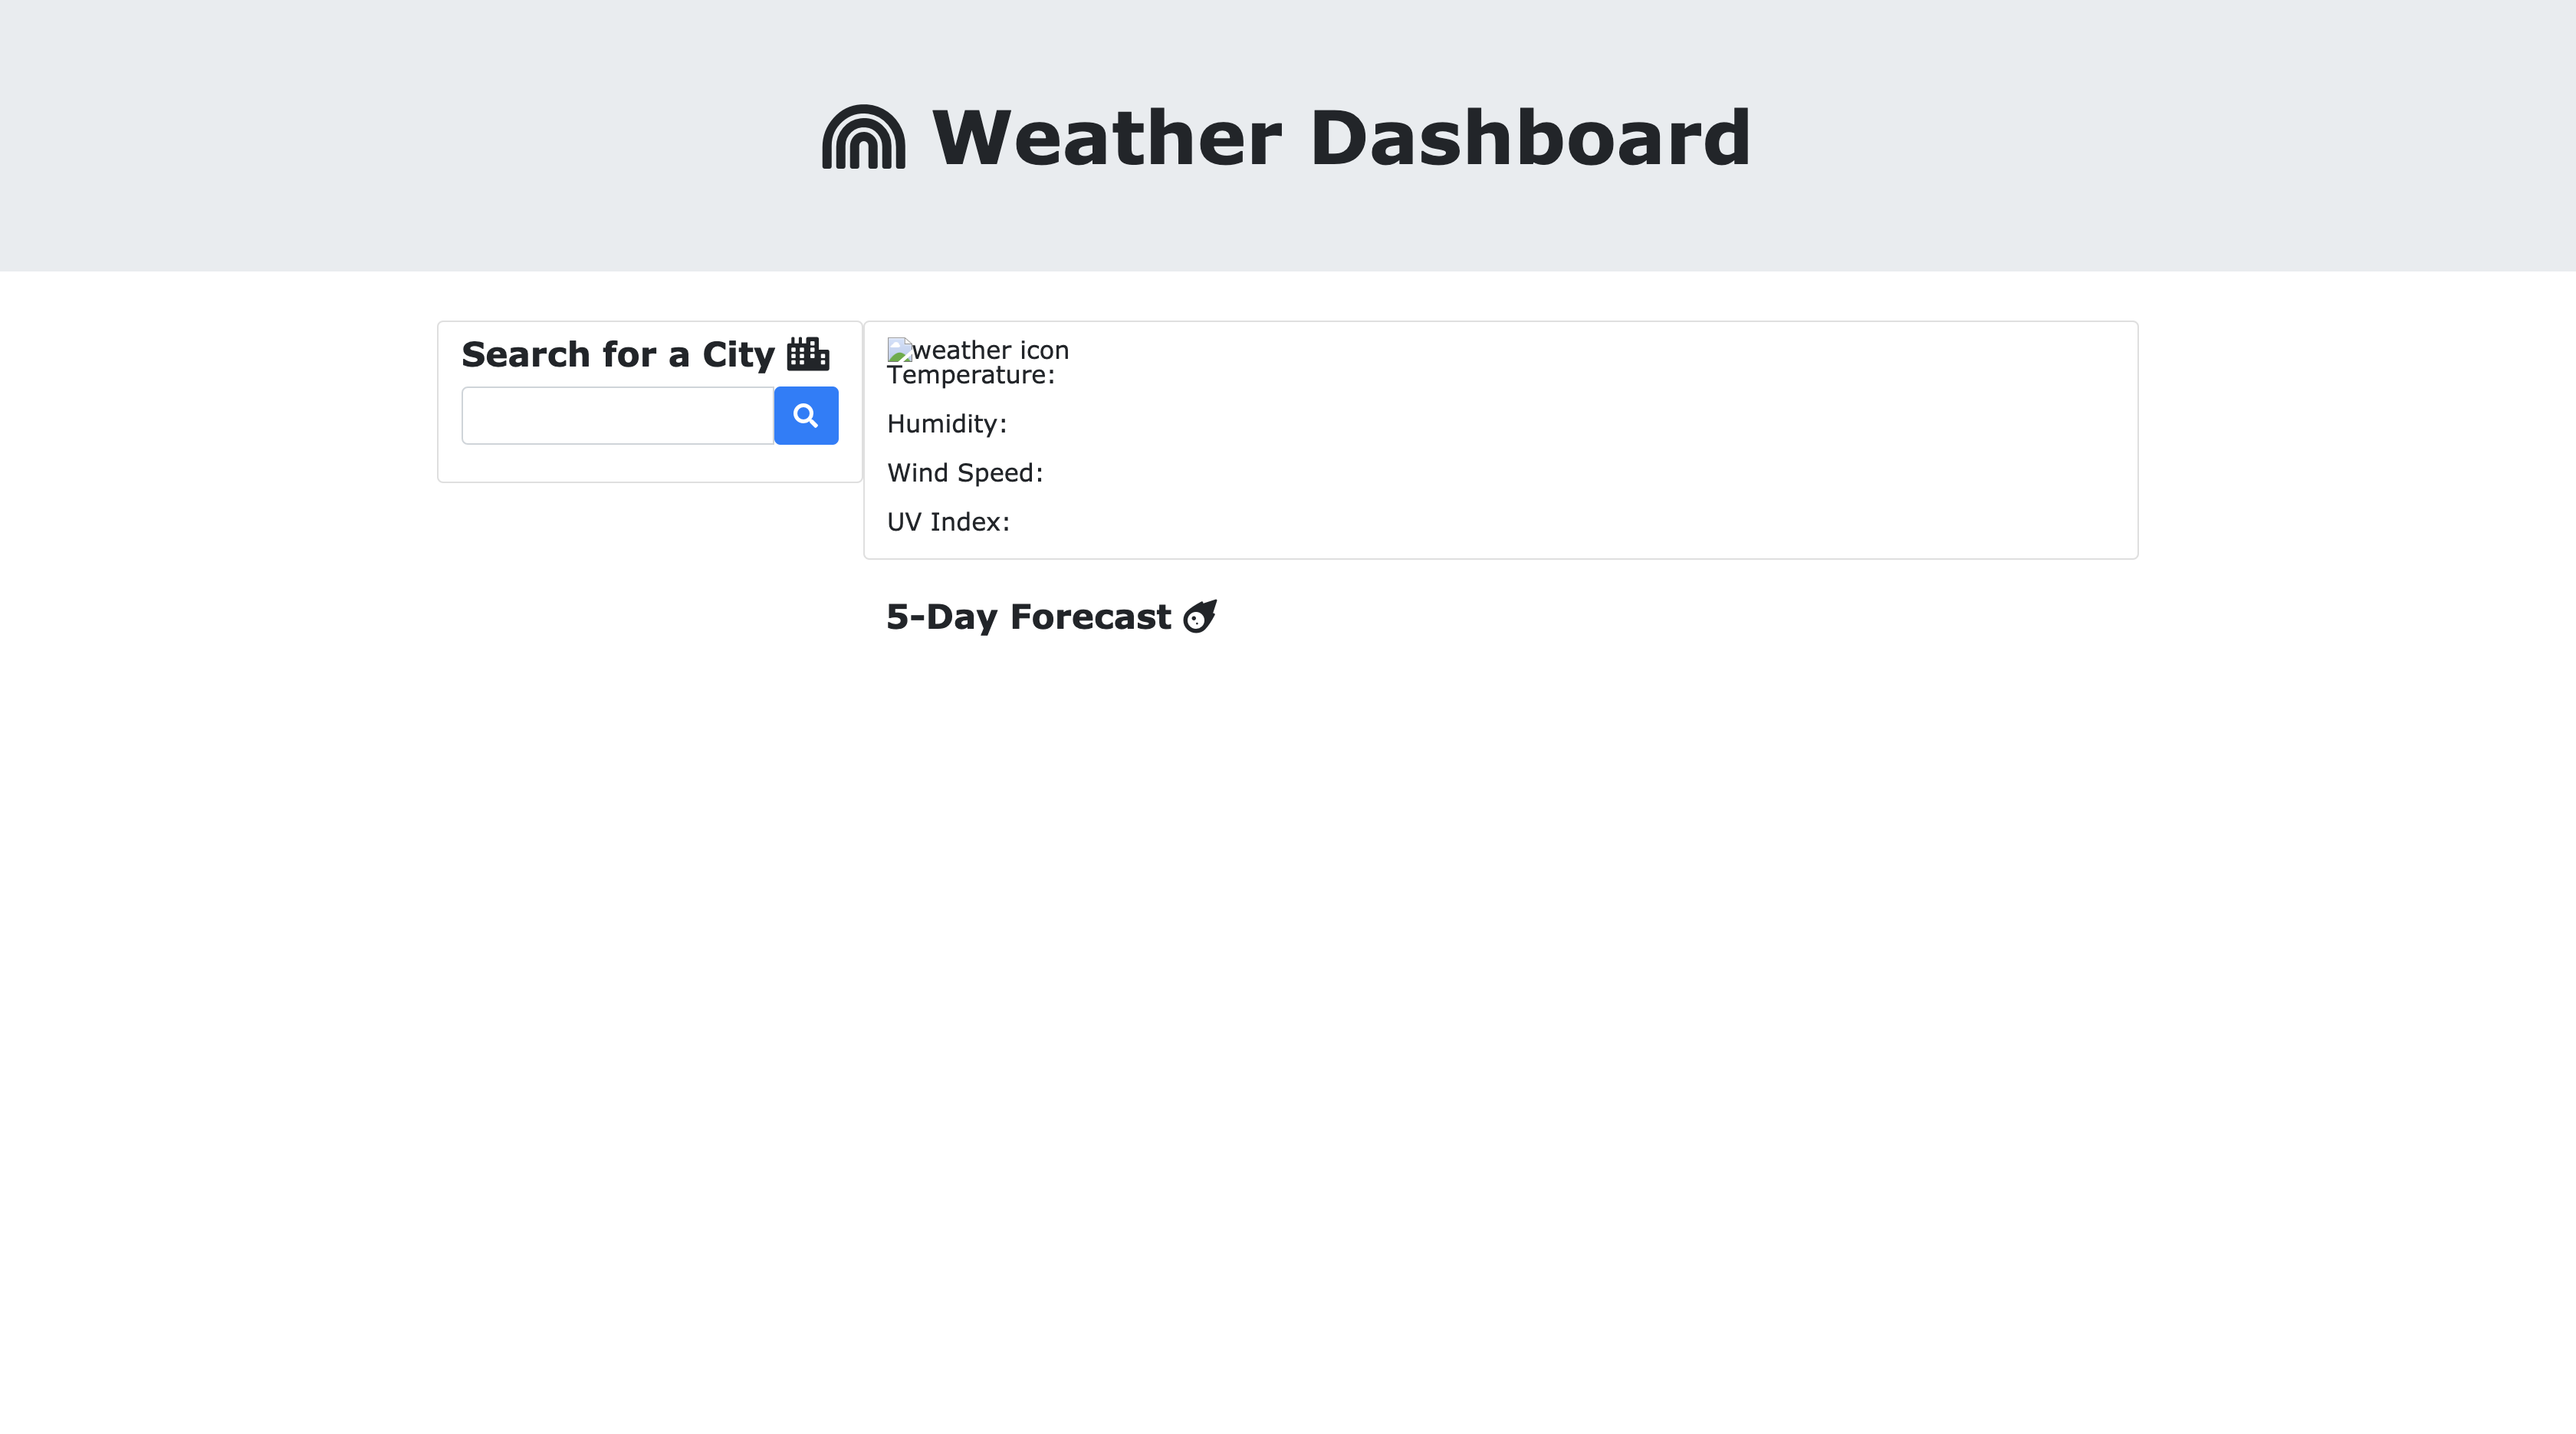 Weather Dashboard
Search for a City
weather icon
Temperature:
Humidity:
Wind Speed:
UV Index:
5-Day Forecast